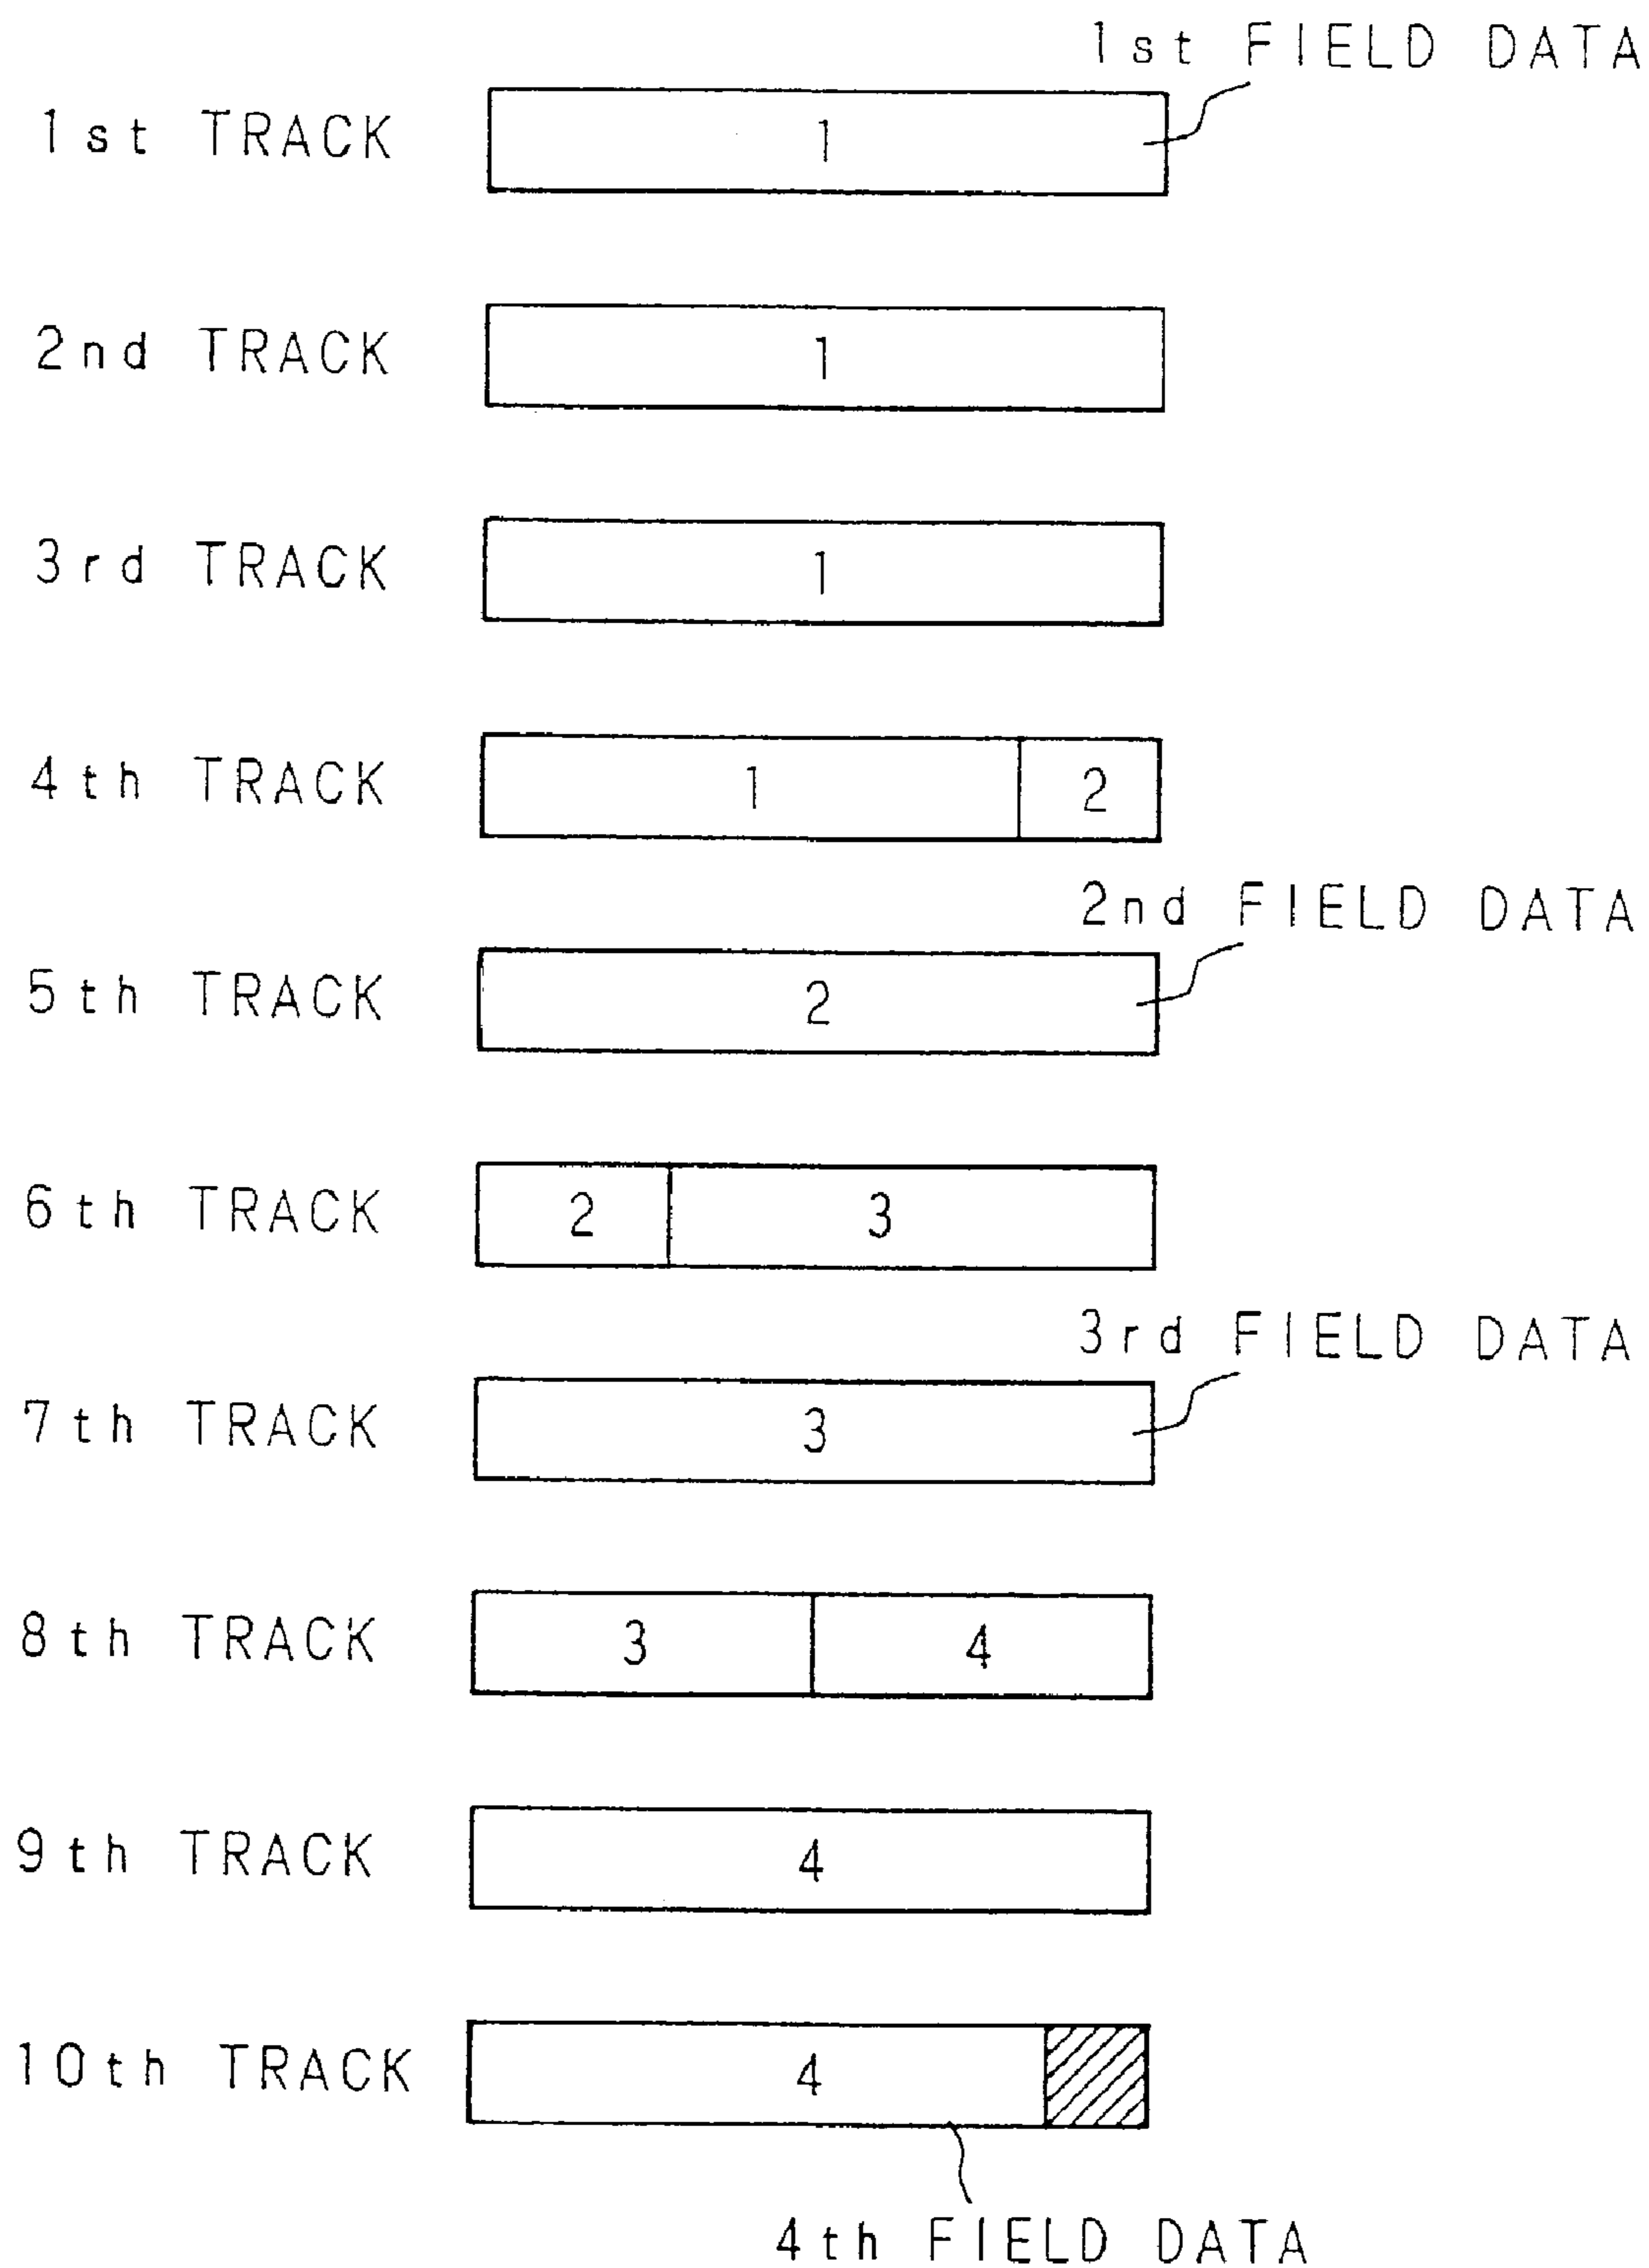 1st FIELD DATA
1st TRACK 1
2nd TRACK 1
3rd TRACK 1
4th TRACK 1 2
2nd FIELD DATA
5th TRACK 2
6th TRACK 2 3
3rd FIELD DATA
7th TRACK 3
8th TRACK 3 4
9th TRACK 4
10th TRACK 4
4th FIELD DATA